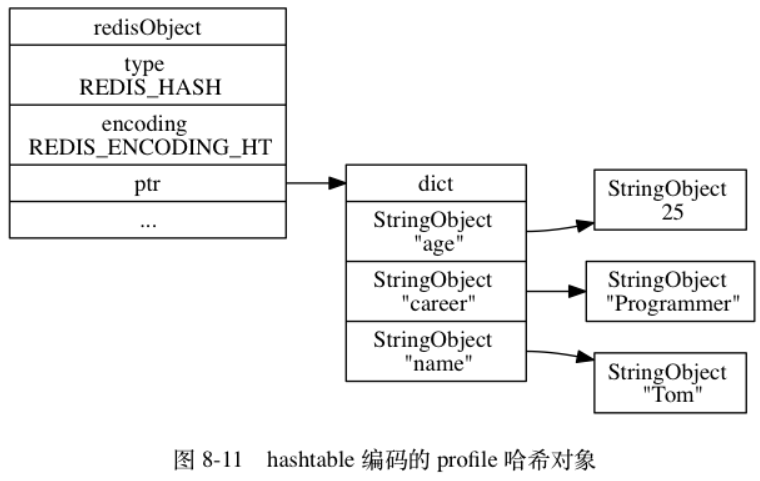 redisObject
type
REDIS_HASH
encoding
REDIS_ENCODING_HT
ptr
...
dict
StringObject
"age"
StringObject
"career"
StringObject
"name"
StringObject
25
StringObject
"Programmer"
StringObject
"Tom"
图 8-11 hashtable 编码的 profile 哈希对象